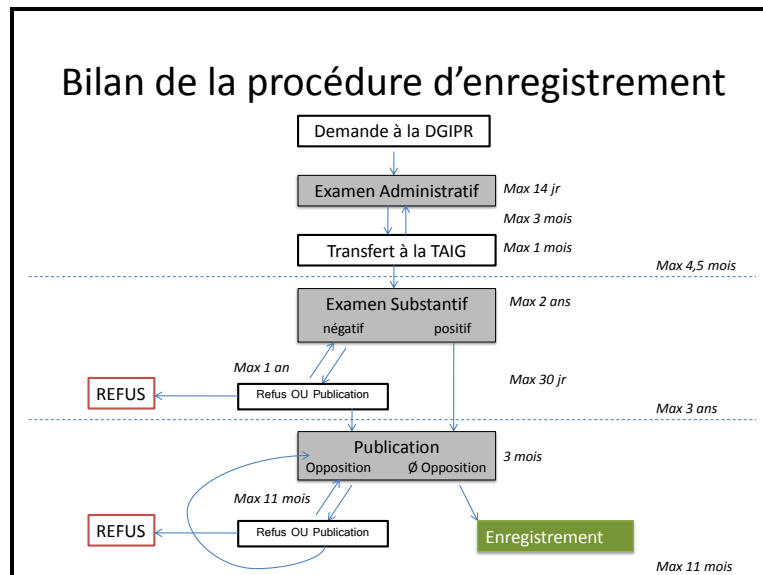 Bilan de la procédure d'enregistrement
Demande à la DGIPR
Examen Administratif
Max 14 jr
Max 3 mois
Transfert à la TAIG
Max 1 mois
Max 4,5 mois
Examen Substantif
Max 2 ans
négatif positif
Max 1 an
Max 30 jr
REFUS
Refus OU Publication
Max 3 ans
Publication
Opposition Ø Opposition
3 mois
Max 11 mois
REFUS
Refus OU Publication
Enregistrement
Max 11 mois